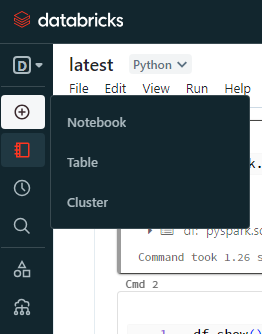 databricks
D
latest
Python
File Edit View Run Help
Notebook
Table
Cluster
df: pyspark.sc
Command took 1.26 s
Cmd 2
1 df.show()